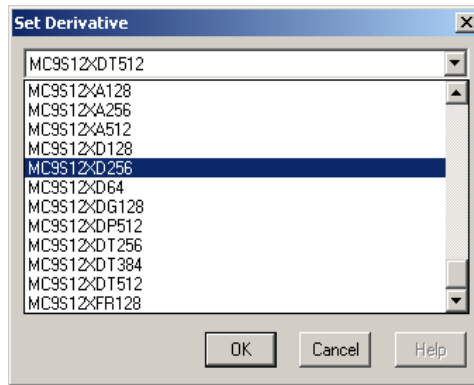 Set Derivative
MC9S12XDT512
MC9S12XA128
MC9S12XA256
MC9S12XA512
MC9S12XD128
MC9S12XD256
MC9S12XD64
MC9S12XDG128
MC9S12XDP512
MC9S12XDT256
MC9S12XDT384
MC9S12XDT512
MC9S12XFR128
OK Cancel Help